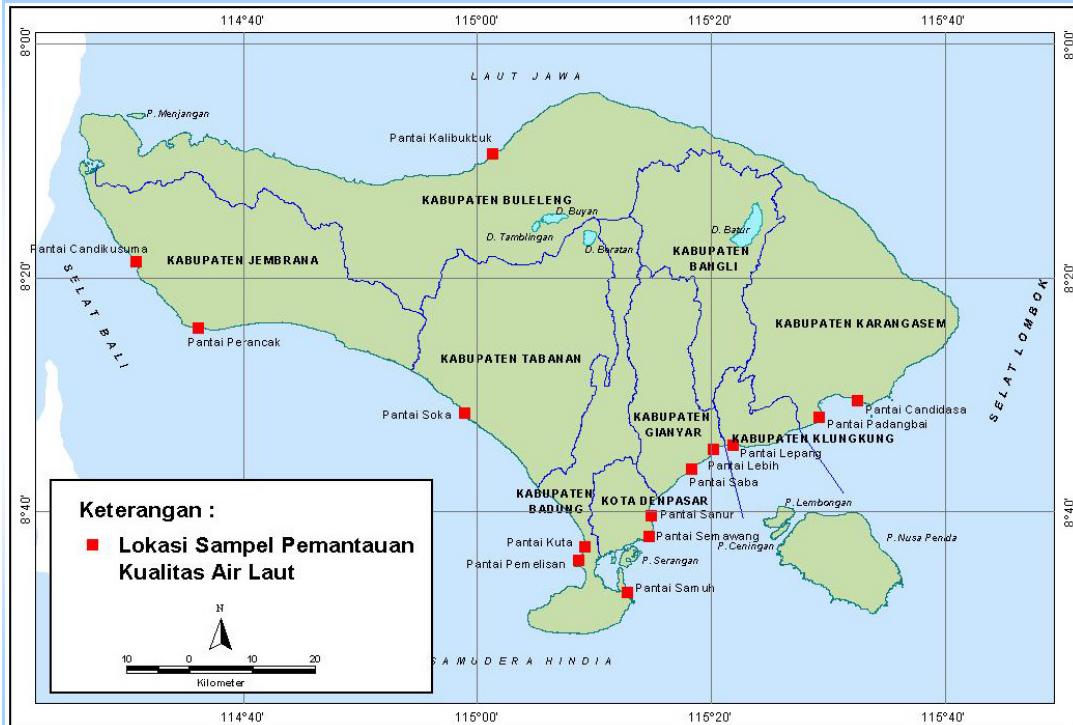 114°40'
115°00'
115°20'
115°40'
8°00'
8°00'
LAUT JAWA
P. Menjangan
Pantai Kalibukbuk
KABUPATEN BULELENG
D. Buyan
D. Tamblingan
D. Beratan
D. Batur
KABUPATEN
BANGLI
Pantai Candikusuma
KABUPATEN JEMBRANA
8°20'
8°20'
SELAT BALI
SELAT LOMBOK
KABUPATEN KARANGASEM
Pantai Perancak
KABUPATEN TABANAN
Pantai Soka
Pantai Candidasa
Pantai Padangbai
KABUPATEN
GIANYAR
KABUPATEN KLUNGKUNG
Pantai Lepang
Pantai Lebih
Pantai Saba
KABUPATEN
BADUNG
KOTA DENPASAR
P. Lembongan
8°40'
8°40'
Pantai Sanur
Pantai Semawang
P. Ceningan
P. Nusa Penida
Pantai Kuta
Pantai Pemelisan
P. Serangan
Pantai Samuh
SAMUDERA HINDIA
Keterangan :
Lokasi Sampel Pemantauan
Kualitas Air Laut
N
10 0 10 20
Kilometer
114°40'
115°00'
115°20'
115°40'